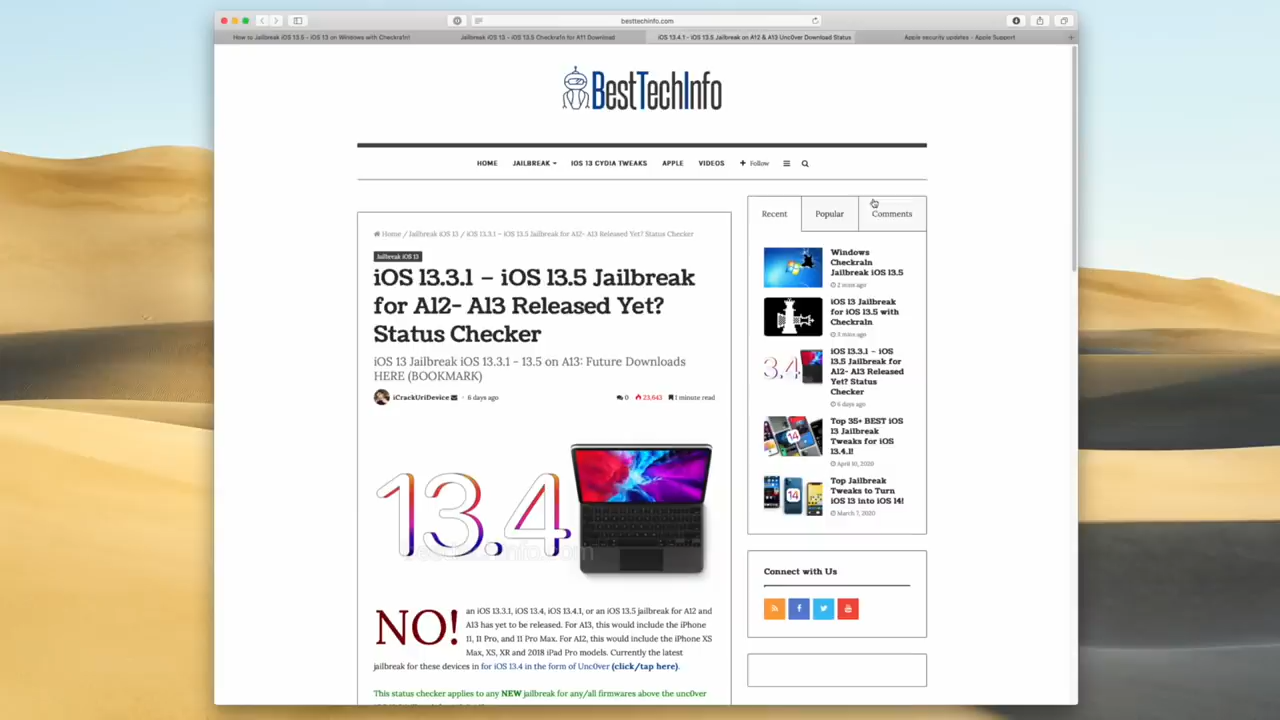 besttechinfo.com
How to Jailbreak iOS 13.5 - iOS 13 on Windows with Checkra1n!
Jailbreak iOS 13 - iOS 13.5 Checkra1n for A11 Download
iOS 13.4.1 - iOS 13.5 Jailbreak on A12 & A13 Unc0ver Download Status
Apple security updates - Apple Support
BestTechInfo
HOME
JAILBREAK
IOS 13 CYDIA TWEAKS
APPLE
VIDEOS
+ Follow
Home / Jailbreak iOS 13 / iOS 13.3.1 – iOS 13.5 Jailbreak for A12- A13 Released Yet? Status Checker
Jailbreak iOS 13
iOS 13.3.1 – iOS 13.5 Jailbreak
for A12- A13 Released Yet?
Status Checker
iOS 13 Jailbreak iOS 13.3.1 - 13.5 on A13: Future Downloads
HERE (BOOKMARK)
iCrackUriDevice
6 days ago
0
23,643
1 minute read
13.4
NO! an iOS 13.3.1, iOS 13.4, iOS 13.4.1, or an iOS 13.5 jailbreak for A12 and
A13 has yet to be released. For A13, this would include the iPhone
11, 11 Pro, and 11 Pro Max. For A12, this would include the iPhone XS
Max, XS, XR and 2018 iPad Pro models. Currently the latest
jailbreak for these devices in for iOS 13.4 in the form of Unc0ver (click/tap here).
This status checker applies to any NEW jailbreak for any/all firmwares above the unc0ver
Recent
Popular
Comments
Windows
Checkra1n
Jailbreak iOS 13.5
2 mins ago
iOS 13 Jailbreak
for iOS 13.5 with
Checkra1n
iOS 13.3.1 – iOS
13.5 Jailbreak for
A12- A13 Released
Yet? Status
Checker
6 days ago
Top 35+ BEST iOS
13 Jailbreak
Tweaks for iOS
13.4.1!
April 10, 2020
Top Jailbreak
Tweaks to Turn
iOS 13 into iOS 14!
March 7, 2020
Connect with Us